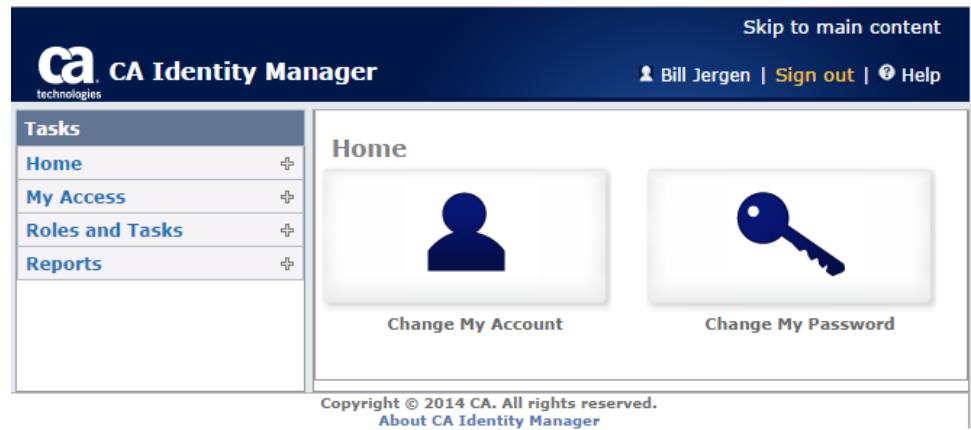 Skip to main content
ca
technologies
CA Identity Manager
Bill Jergen | Sign out | ? Help
Tasks
Home
My Access
Roles and Tasks
Reports
Home
Change My Account
Change My Password
Copyright © 2014 CA. All rights reserved.
About CA Identity Manager